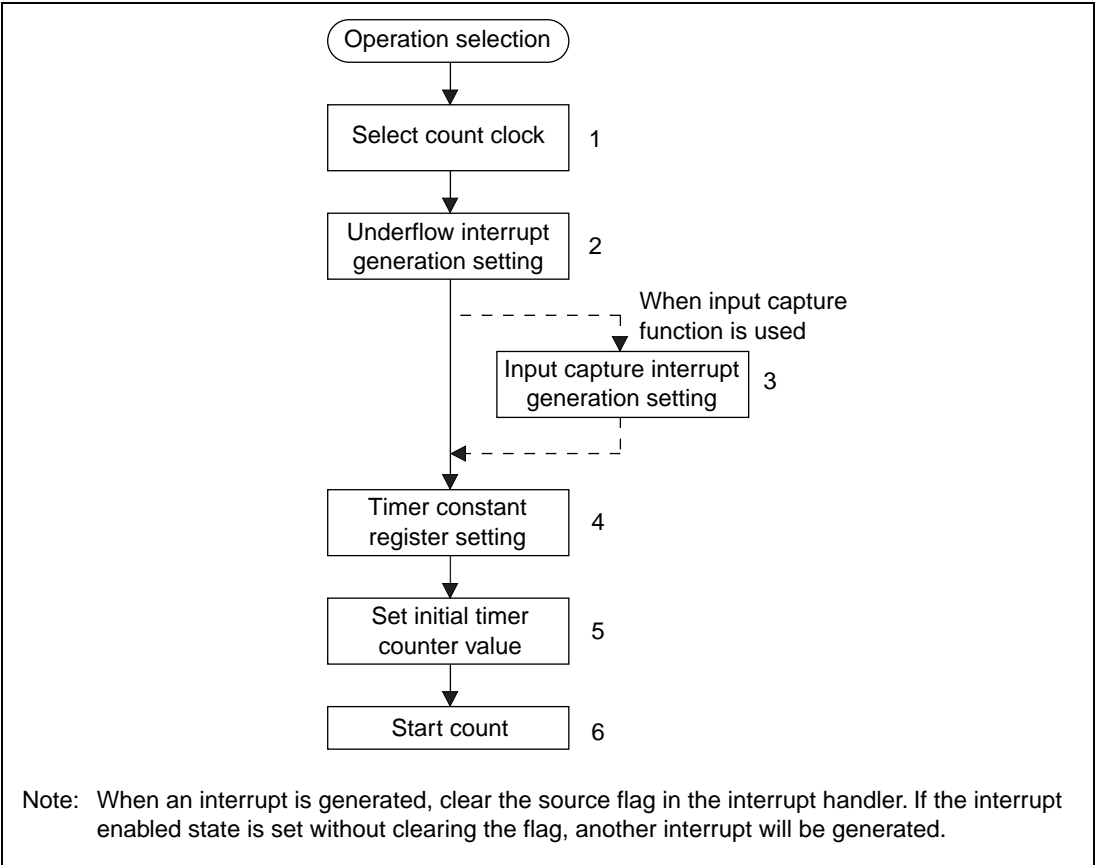 Operation selection
Select count clock
1
Underflow interrupt
generation setting
2
When input capture
function is used
Input capture interrupt
generation setting
3
Timer constant
register setting
4
Set initial timer
counter value
5
Start count
6
Note: When an interrupt is generated, clear the source flag in the interrupt handler. If the interrupt
enabled state is set without clearing the flag, another interrupt will be generated.